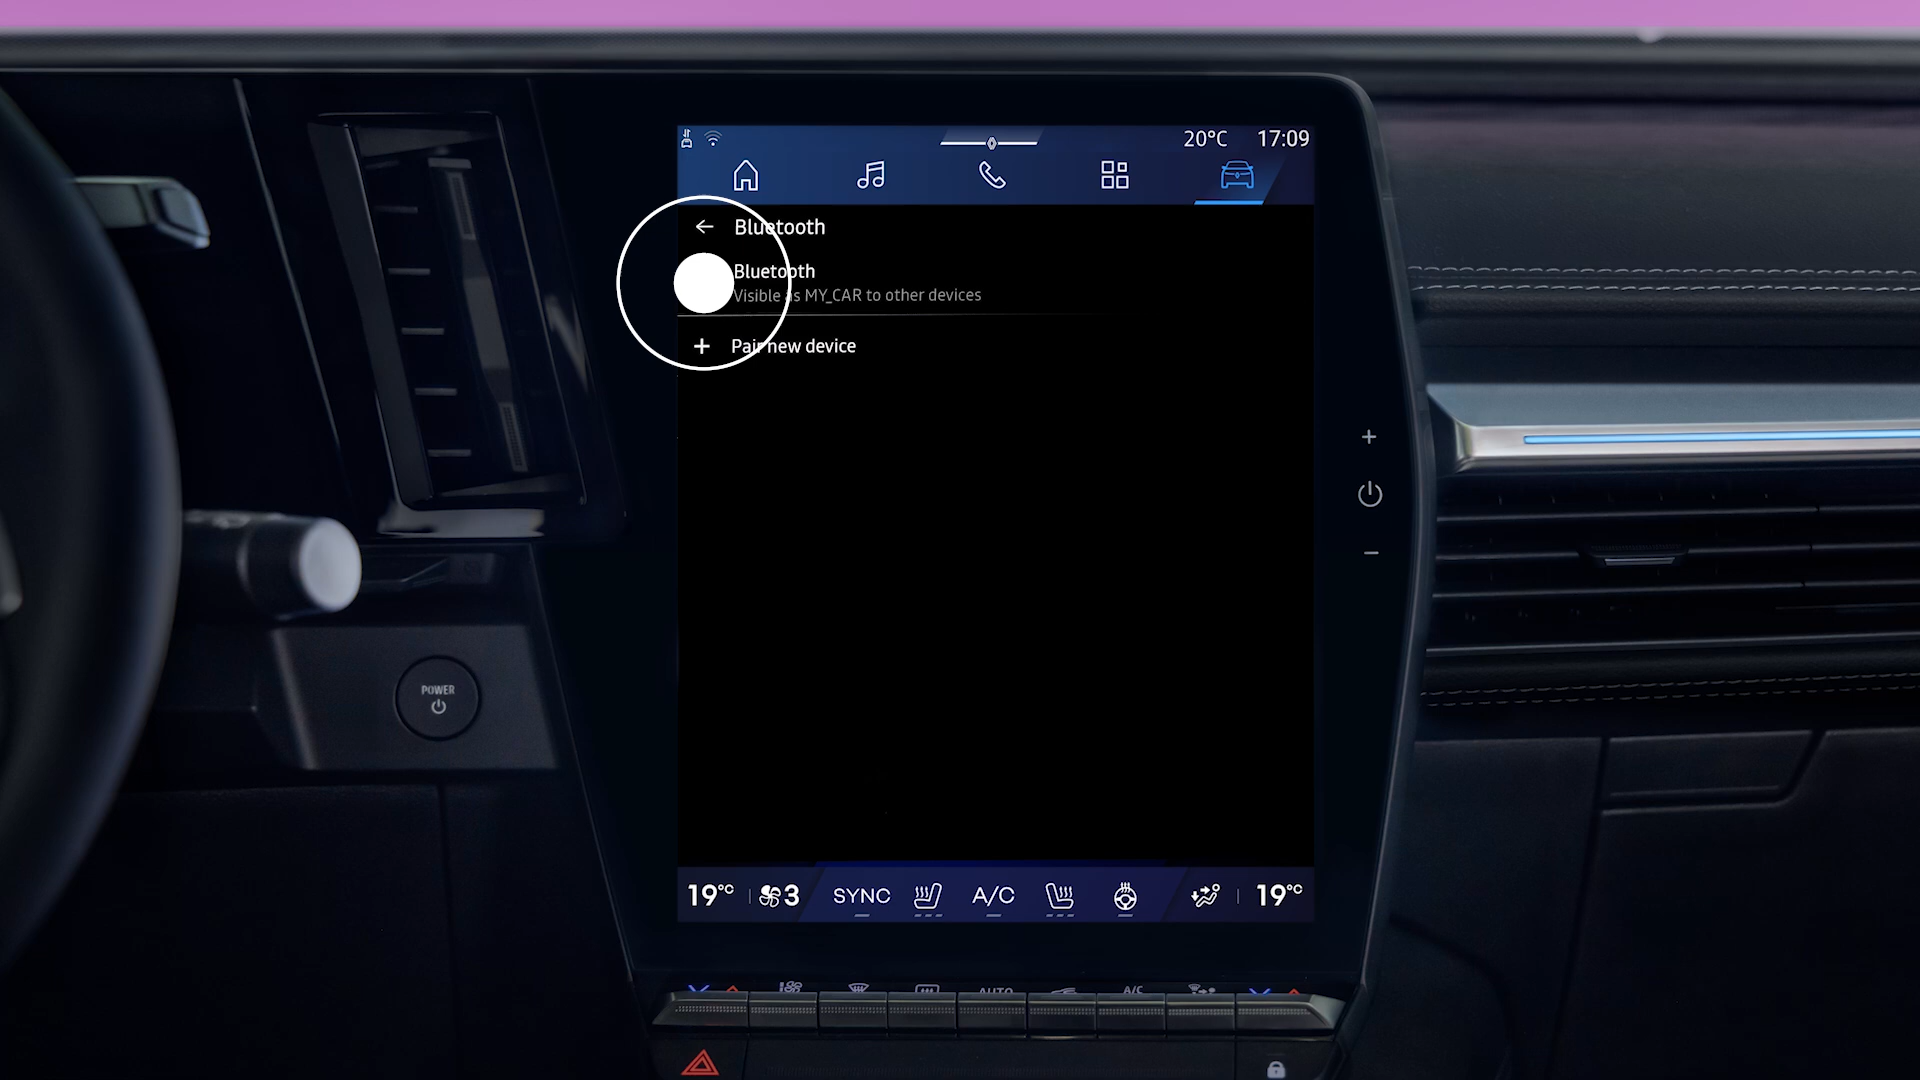 20°C 17:09
Bluetooth
Bluetooth
Visible as MY_CAR to other devices
+ Pair new device
+
−
POWER
19°C 3 SYNC A/C 19°C
AUTO A/C